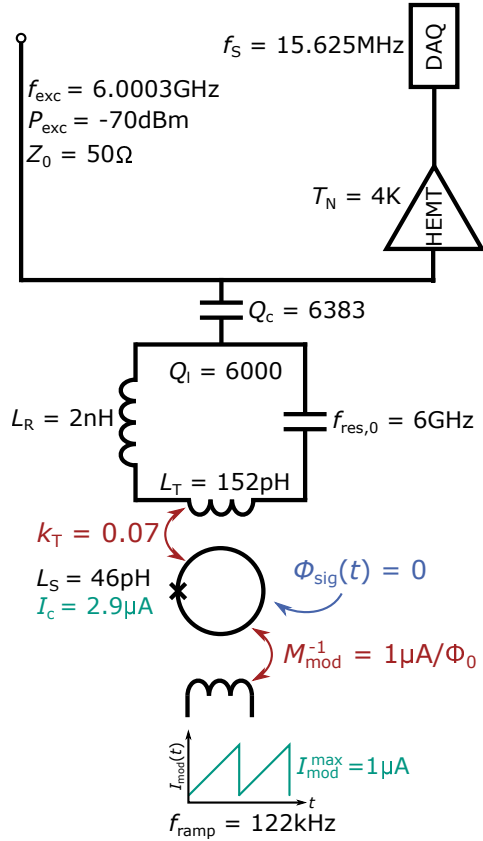 f_S = 15.625MHz
DAQ
f_exc = 6.0003GHz
P_exc = -70dBm
Z_0 = 50Ω
T_N = 4K
HEMT
Q_c = 6383
Q_l = 6000
L_R = 2nH
f_res,0 = 6GHz
L_T = 152pH
k_T = 0.07
L_S = 46pH
I_c = 2.9μA
Φ_sig(t) = 0
M_mod^-1 = 1μA/Φ_0
I_mod(t)
I_mod^max = 1μA
t
f_ramp = 122kHz